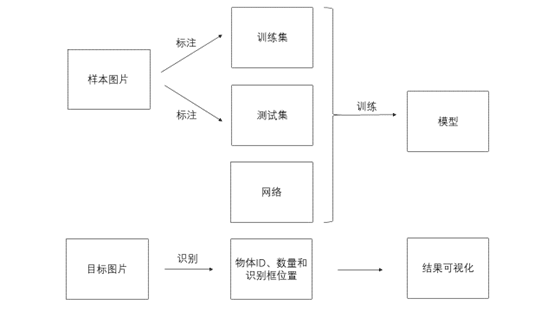 样本图片
标注
标注
训练集
测试集
网络
训练
模型
目标图片
识别
物体ID、数量和
识别框位置
结果可视化